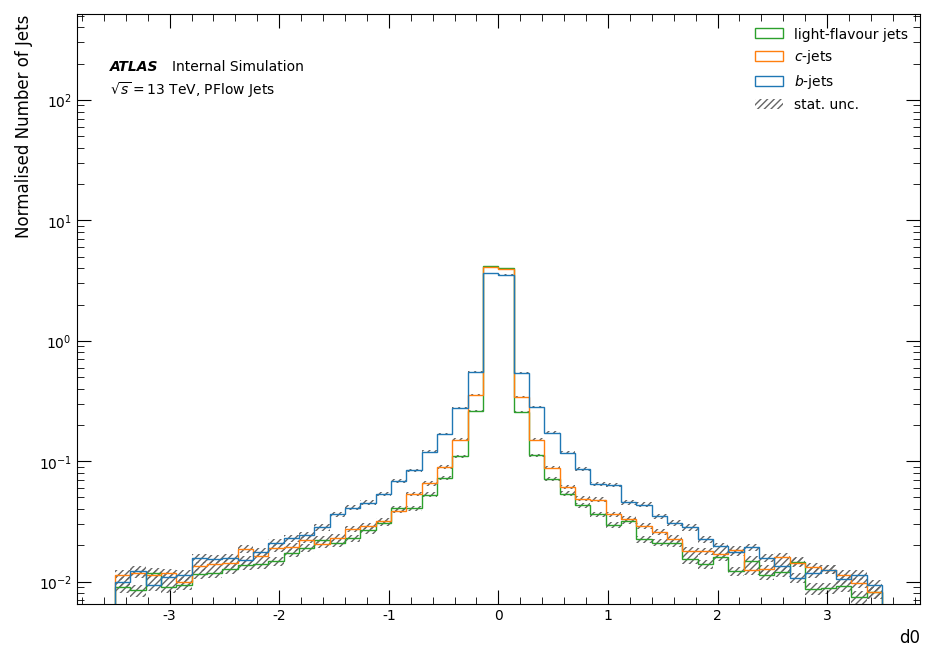 Normalised Number of Jets
ATLAS Internal Simulation
√s = 13 TeV, PFlow Jets
light-flavour jets
c-jets
b-jets
stat. unc.
10²
10¹
10⁰
10⁻¹
10⁻²
-3 -2 -1 0 1 2 3
d0